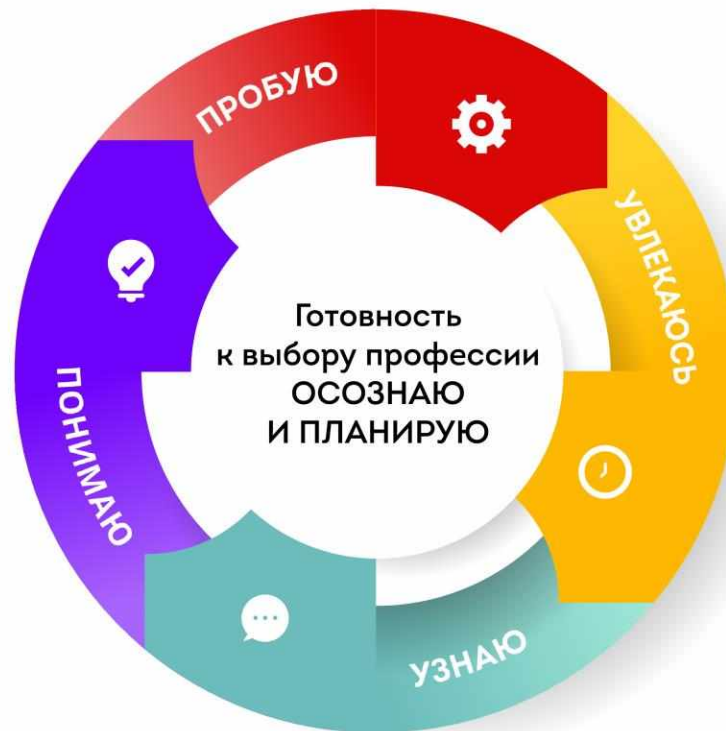 ПРОБУЮ
УВЛЕКАЮСЬ
Готовность
к выбору профессии
ОСОЗНАЮ
И ПЛАНИРУЮ
ПОНИМАЮ
УЗНАЮ